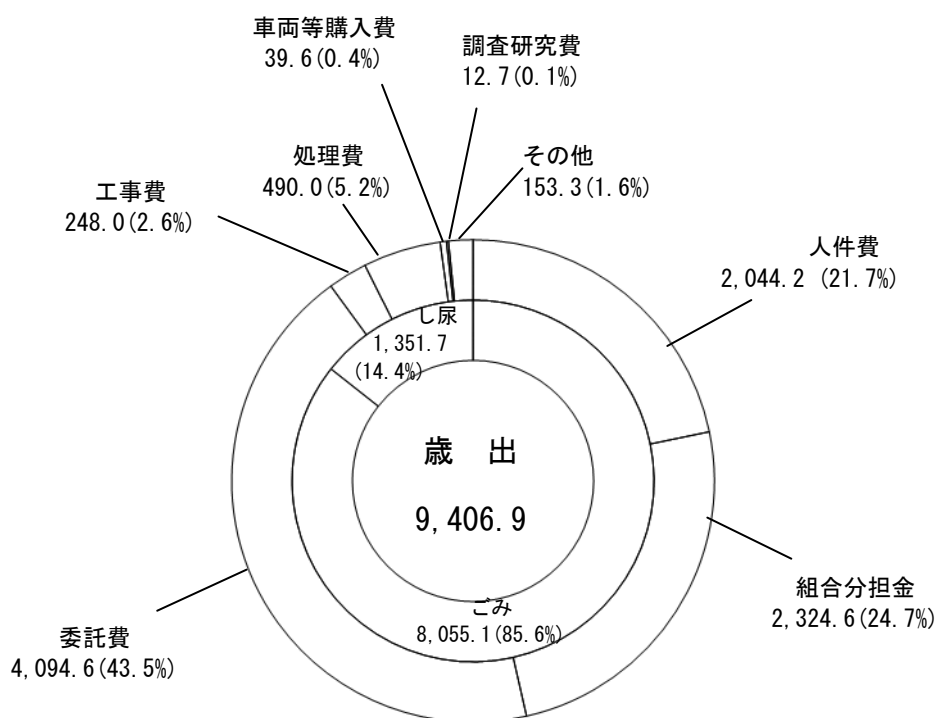 車両等購入費
39.6(0.4%)
調査研究費
12.7(0.1%)
処理費
490.0(5.2%)
その他
153.3(1.6%)
工事費
248.0(2.6%)
人件費
2,044.2 (21.7%)
し尿
1,351.7
(14.4%)
歳 出
9,406.9
組合分担金
2,324.6(24.7%)
ごみ
8,055.1(85.6%)
委託費
4,094.6(43.5%)